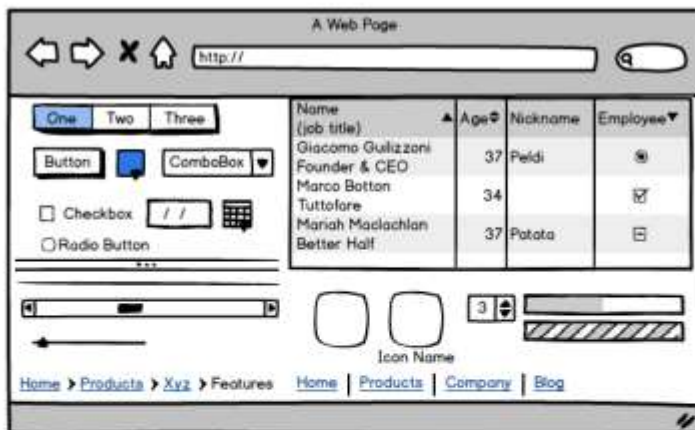 A Web Page
http://
One Two Three
Button ComboBox
Checkbox / /
Radio Button
Name
(job title) Age Nickname Employee
Giacomo Guilizzoni
Founder & CEO 37 Peldi
Marco Botton
Tuttofare 34
Mariah Maclachlan
Better Half 37 Patata
3
Icon Name
Home Products Xyz Features
Home Products Company Blog